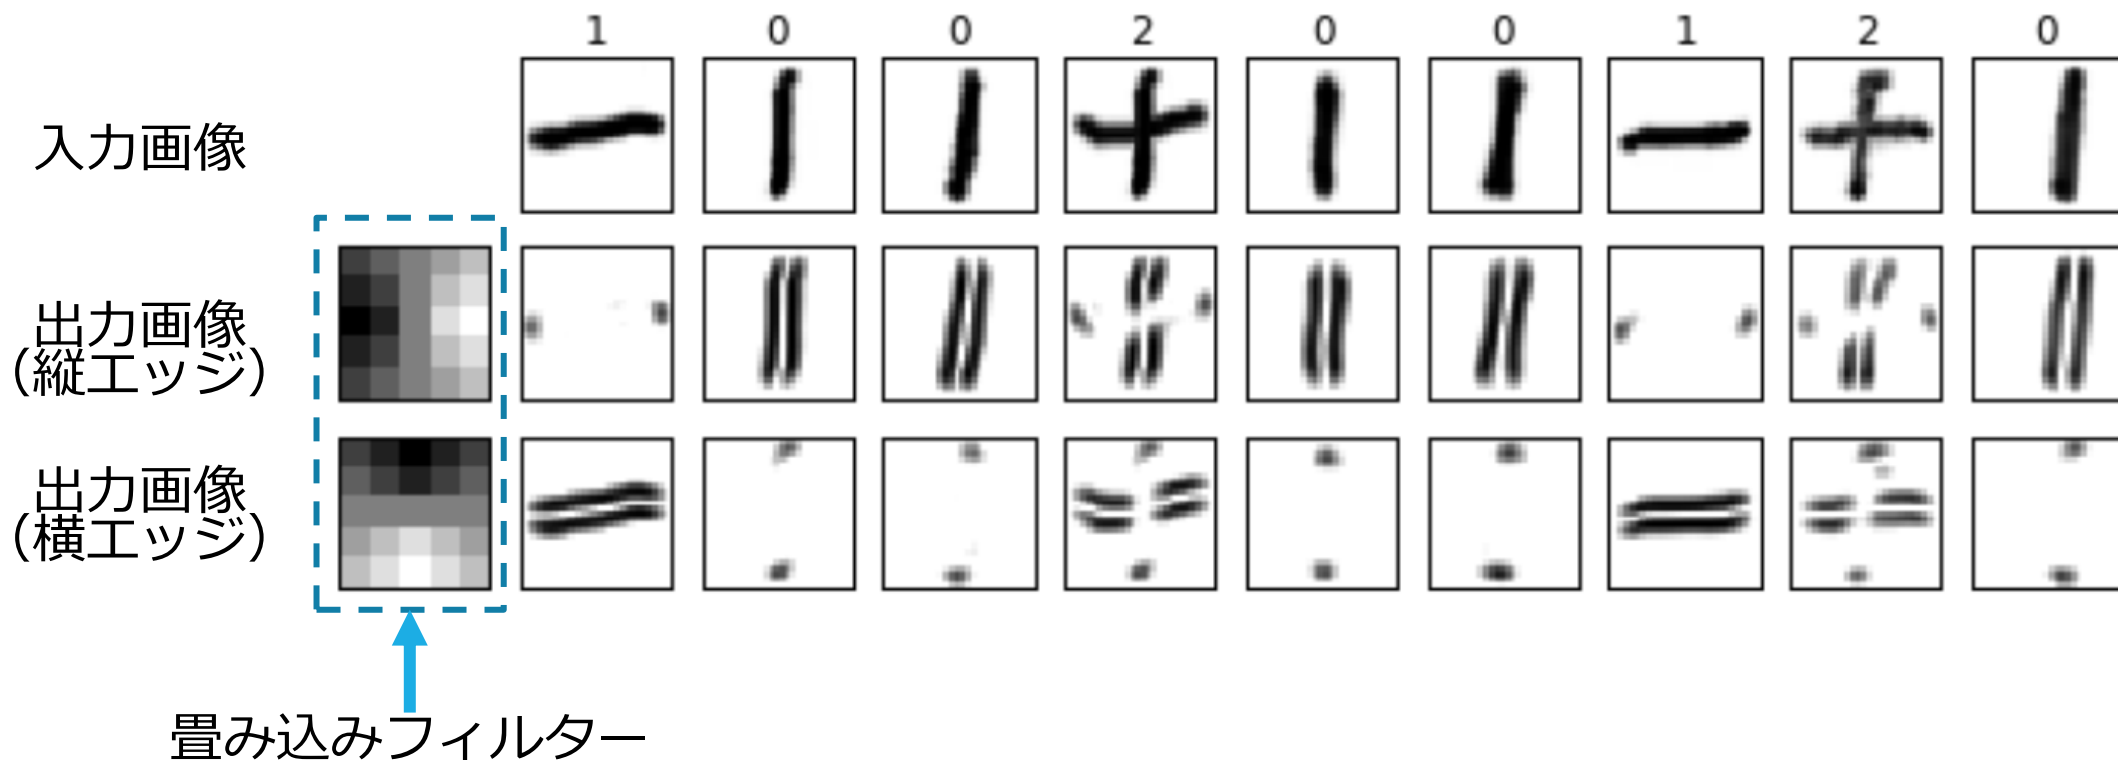 1 0 0 2 0 0 1 2 0
入力画像
出力画像
(縦エッジ)
出力画像
(横エッジ)
畳み込みフィルター